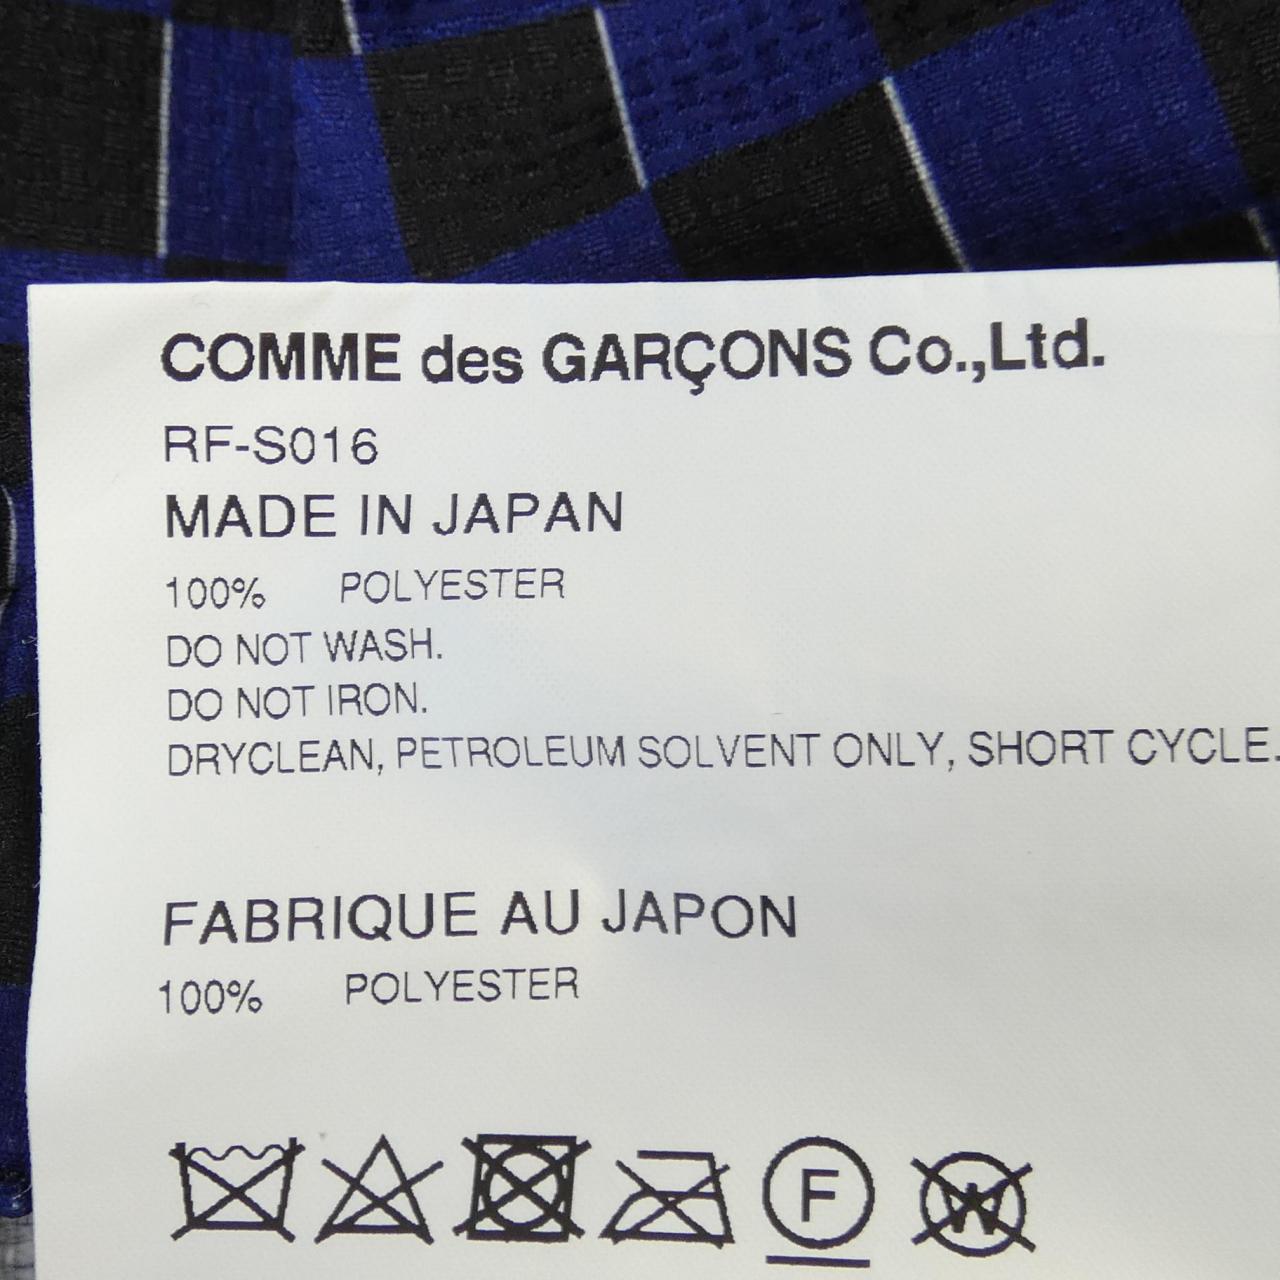 COMME des GARÇONS Co.,Ltd.
RF-S016
MADE IN JAPAN
100% POLYESTER
DO NOT WASH.
DO NOT IRON.
DRYCLEAN, PETROLEUM SOLVENT ONLY, SHORT CYCLE.
FABRIQUE AU JAPON
100% POLYESTER
F W